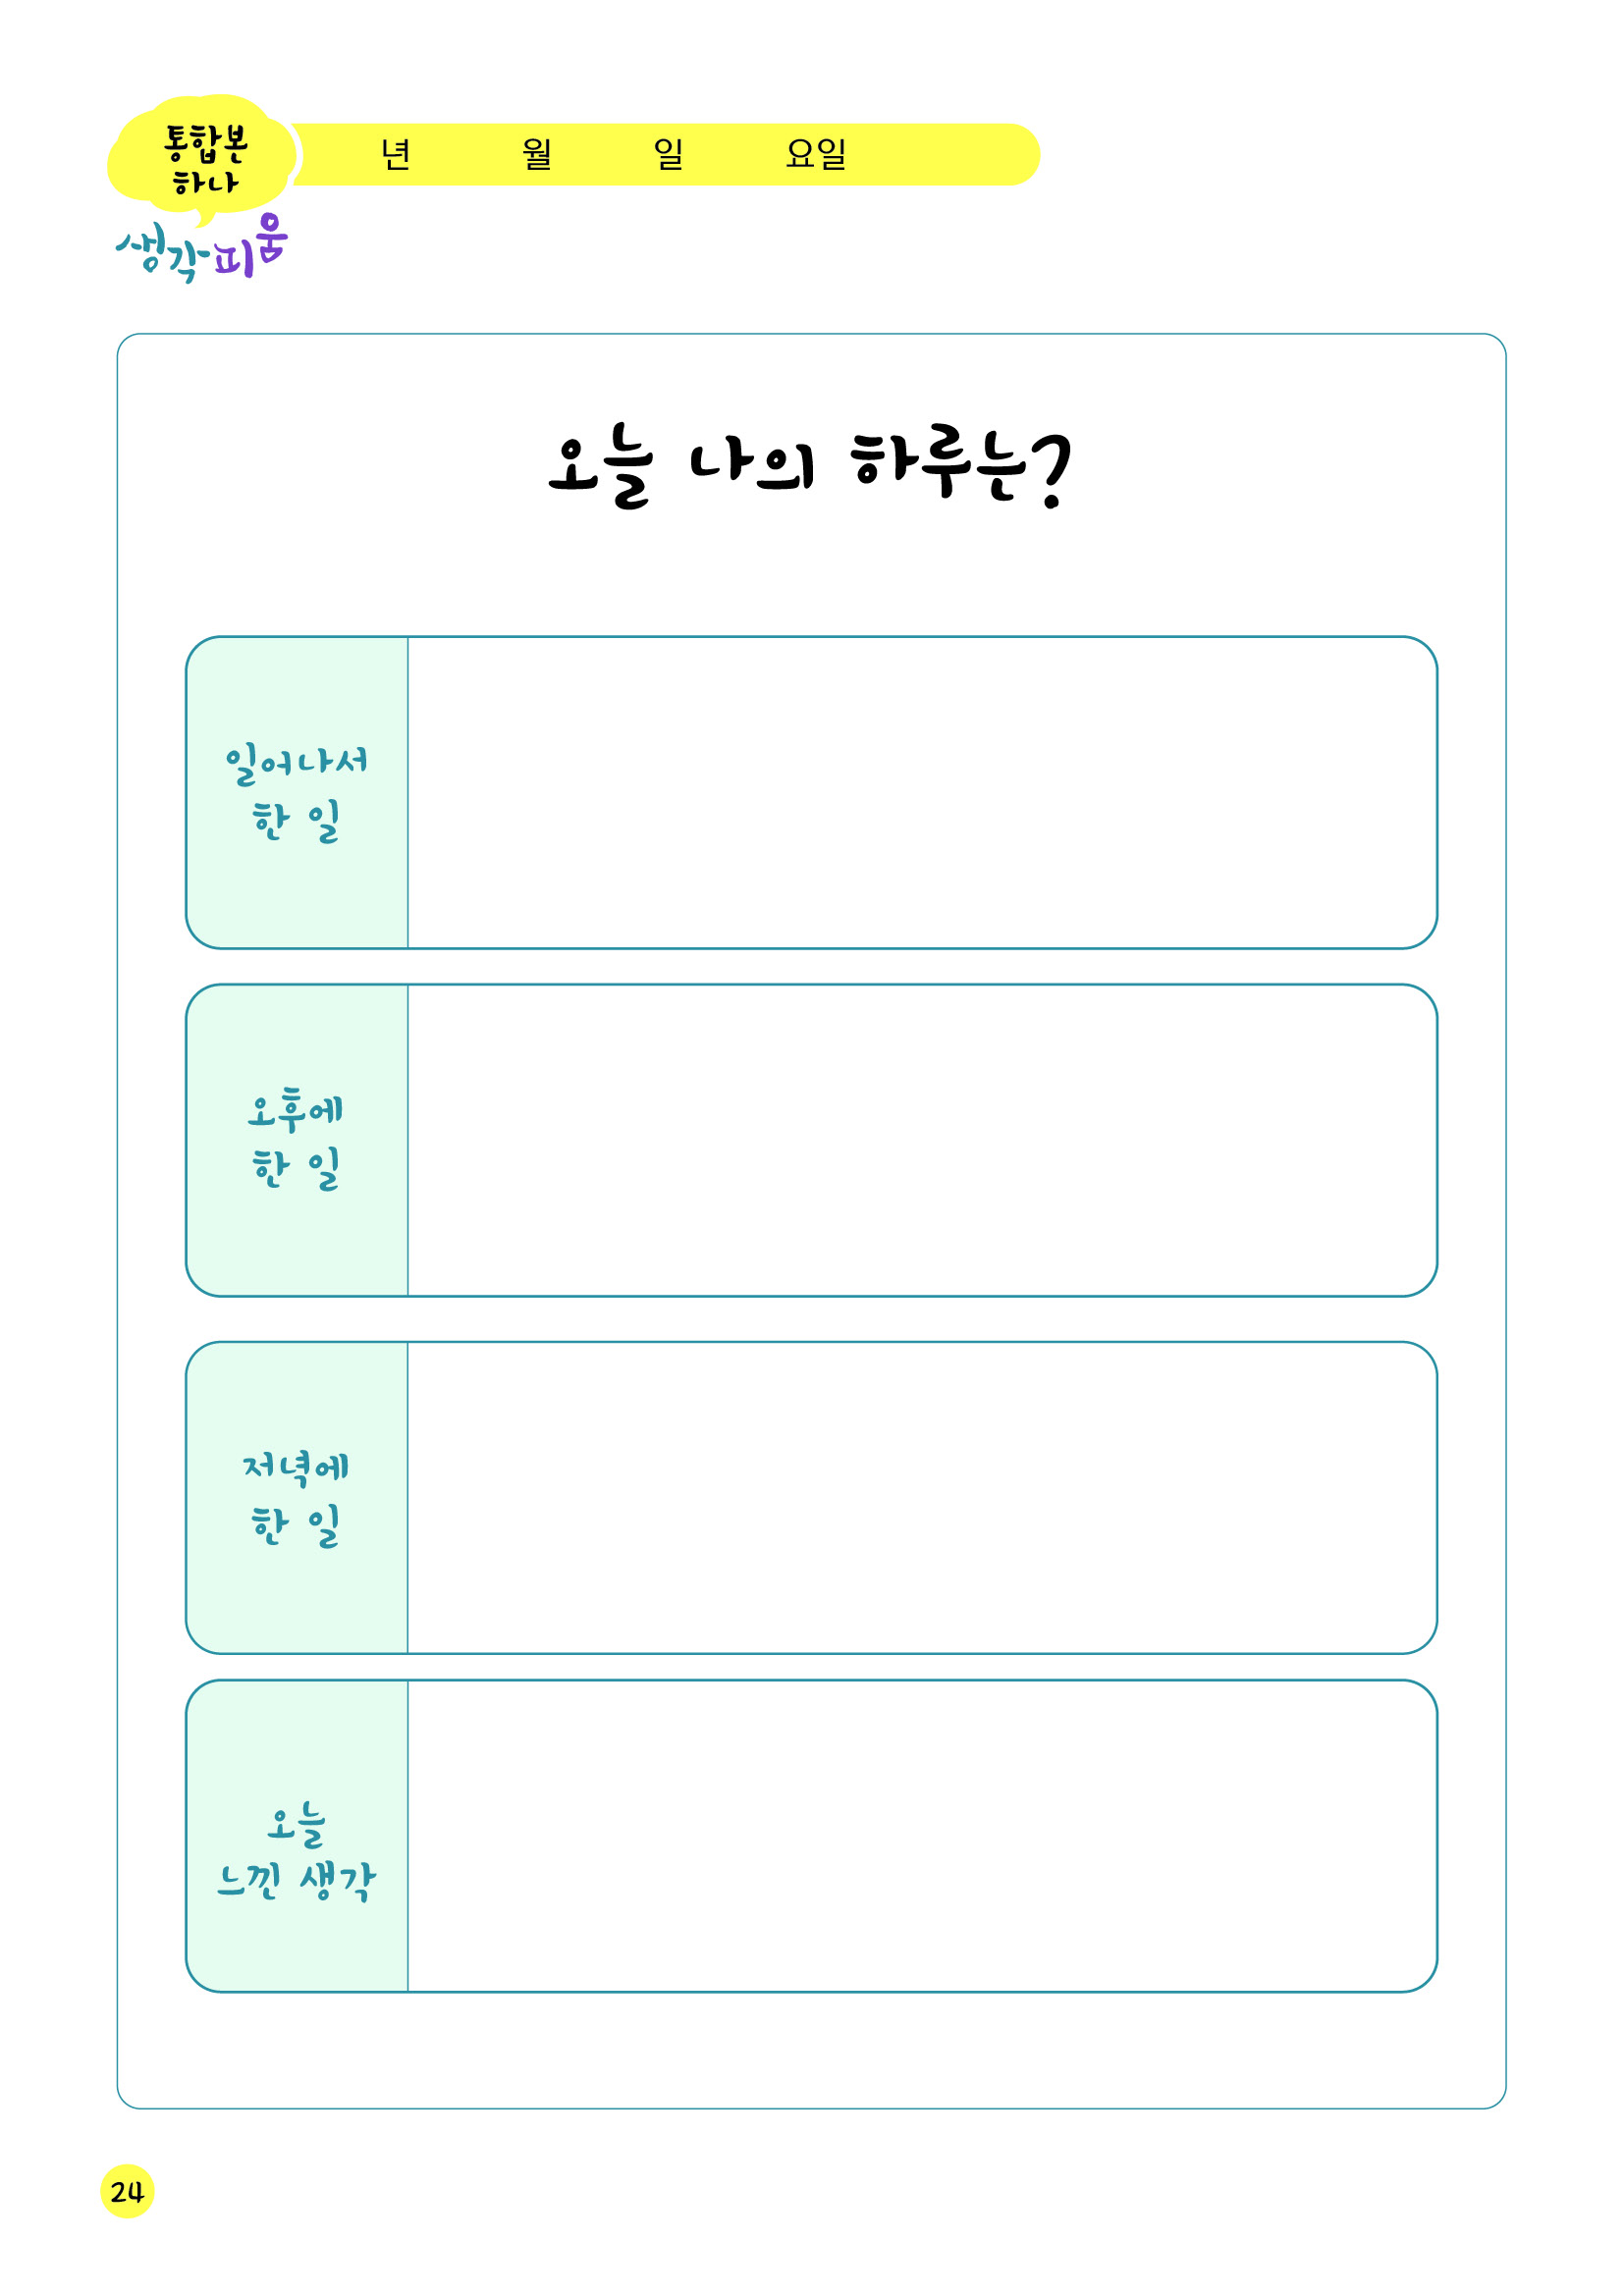 통합본
하나
년 월 일 요일
생각피움
오늘 나의 하루는?
일어나서
한 일
오후에
한 일
저녁에
한 일
오늘
느낀 생각
24